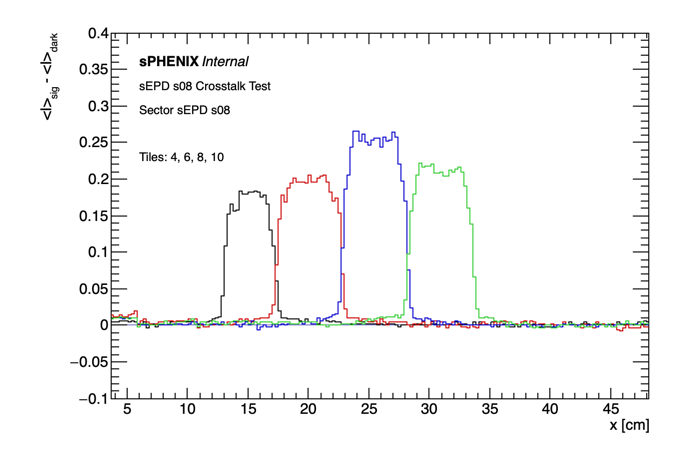 <I>sig - <I>dark
0.4
0.35
0.3
0.25
0.2
0.15
0.1
0.05
0
−0.05
−0.1
sPHENIX Internal
sEPD s08 Crosstalk Test
Sector sEPD s08
Tiles: 4, 6, 8, 10
5 10 15 20 25 30 35 40 45
x [cm]